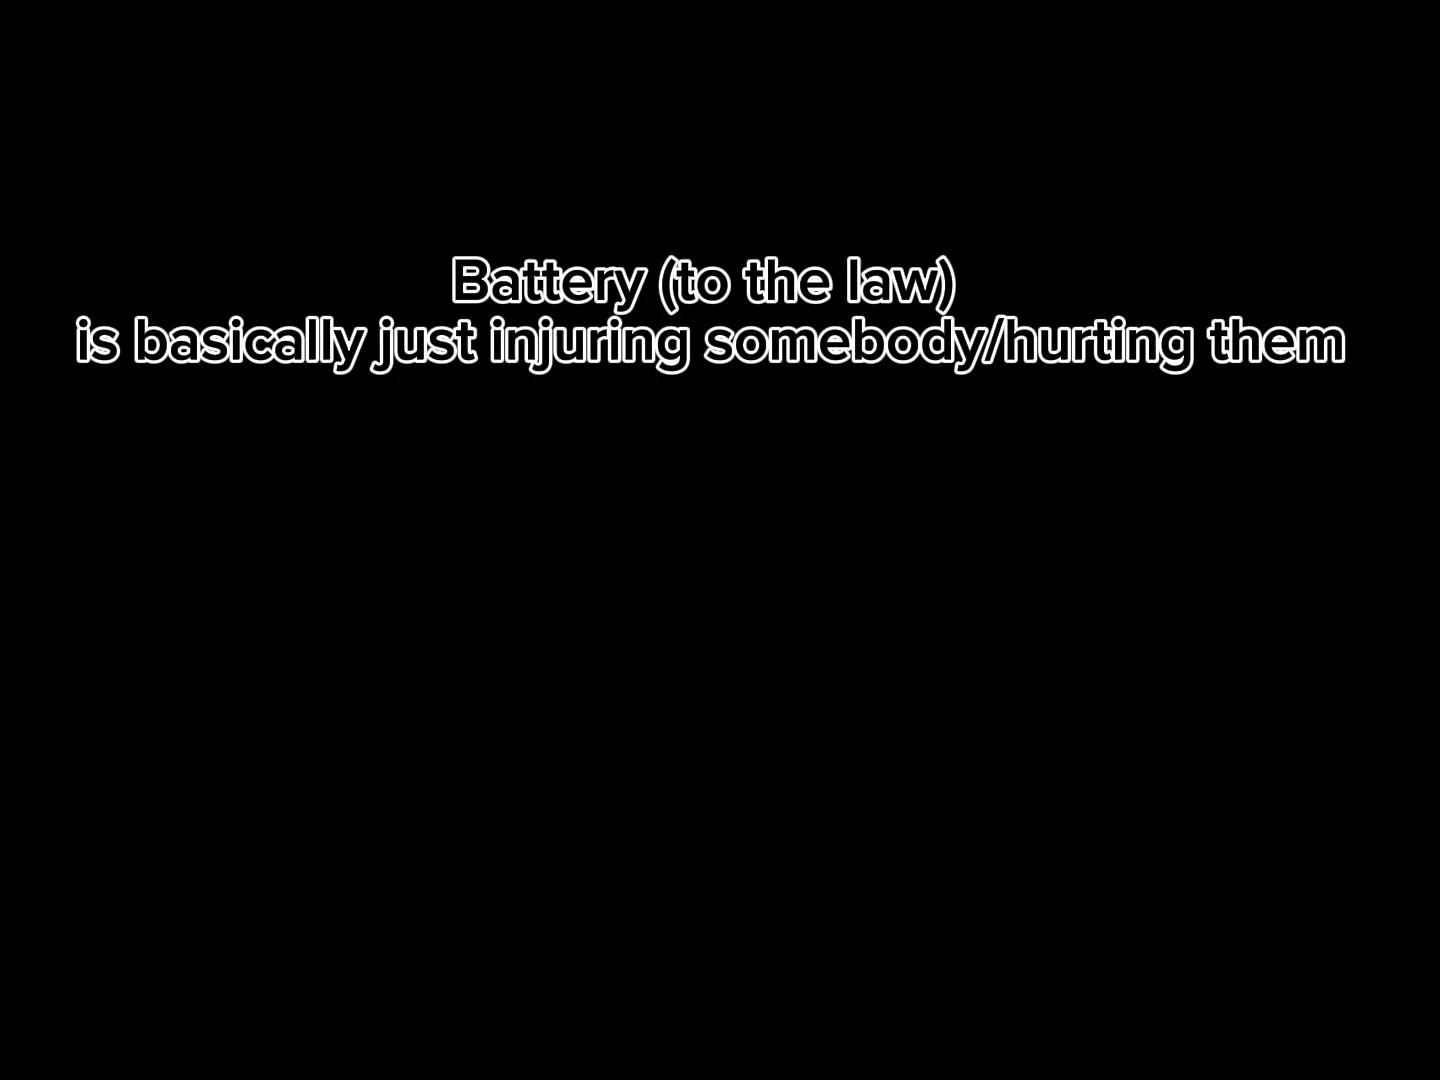 Battery (to the law)
is basically just injuring somebody/hurting them